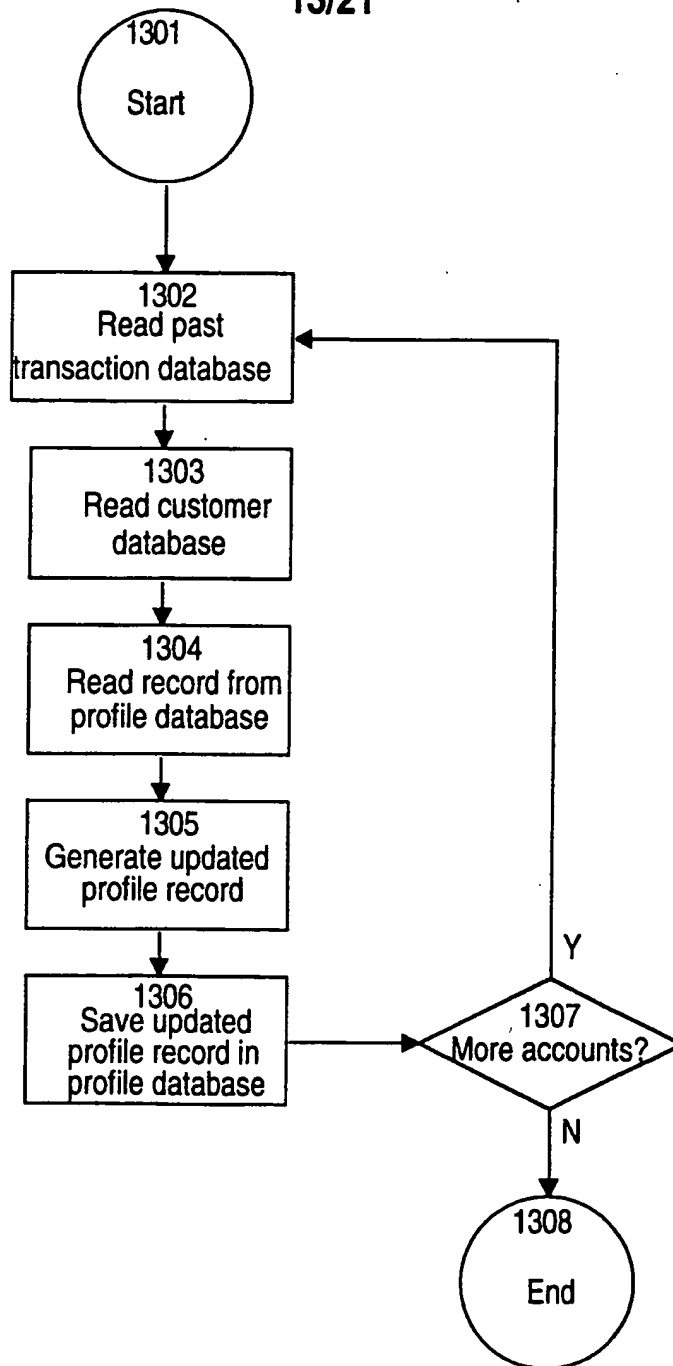 13/21
1301
Start
1302
Read past
transaction database
1303
Read customer
database
1304
Read record from
profile database
1305
Generate updated
profile record
1306
Save updated
profile record in
profile database
1307
More accounts?
Y
N
1308
End